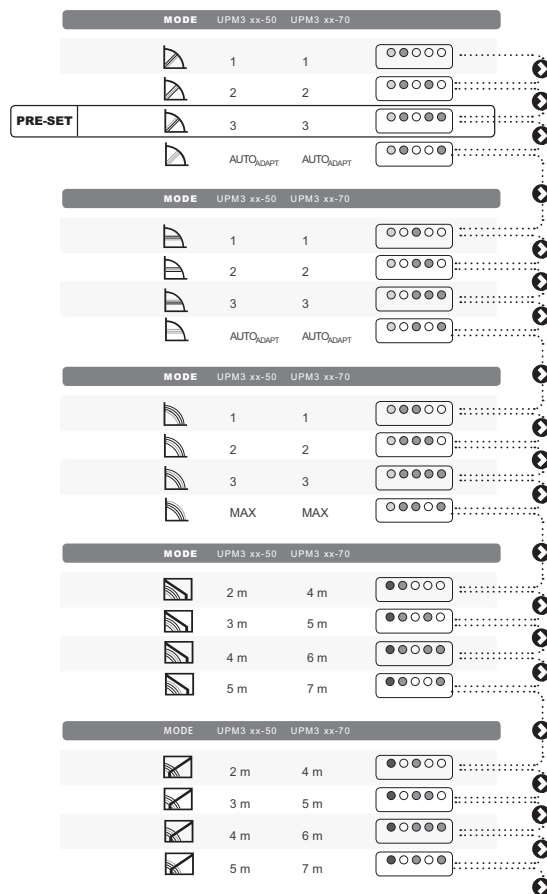 MODE UPM3 xx-50 UPM3 xx-70
1 1
2 2
PRE-SET 3 3
AUTOADAPT AUTOADAPT
MODE UPM3 xx-50 UPM3 xx-70
1 1
2 2
3 3
AUTOADAPT AUTOADAPT
MODE UPM3 xx-50 UPM3 xx-70
1 1
2 2
3 3
MAX MAX
MODE UPM3 xx-50 UPM3 xx-70
2 m 4 m
3 m 5 m
4 m 6 m
5 m 7 m
MODE UPM3 xx-50 UPM3 xx-70
2 m 4 m
3 m 5 m
4 m 6 m
5 m 7 m